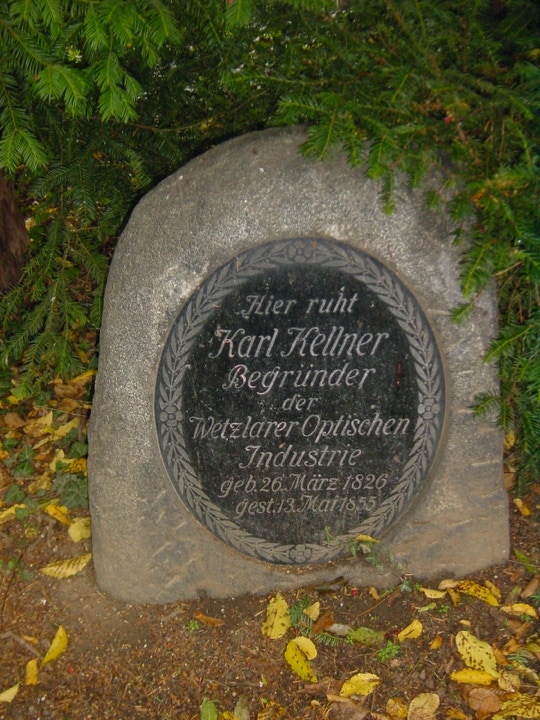 Hier ruht
Karl Kellner
Begründer
der
Wetzlarer Optischen
Industrie
geb. 26. März 1826
gest. 13. Mai 1855